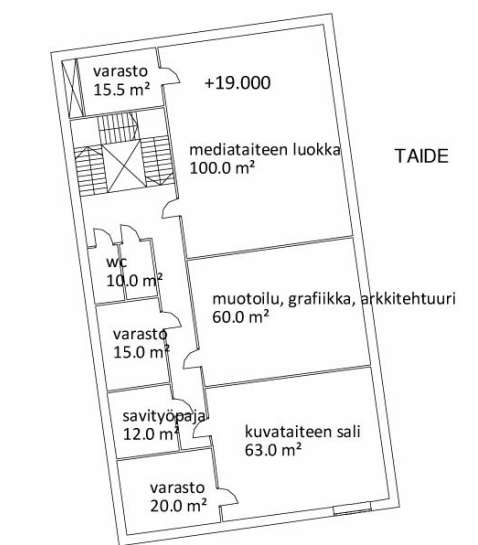 varasto
15.5 m²
+19.000
mediataiteen luokka
100.0 m²
TAIDE
wc
10.0 m²
muotoilu, grafiikka, arkkitehtuuri
60.0 m²
varasto
15.0 m²
savityöpaja
12.0 m²
kuvataiteen sali
63.0 m²
varasto
20.0 m²